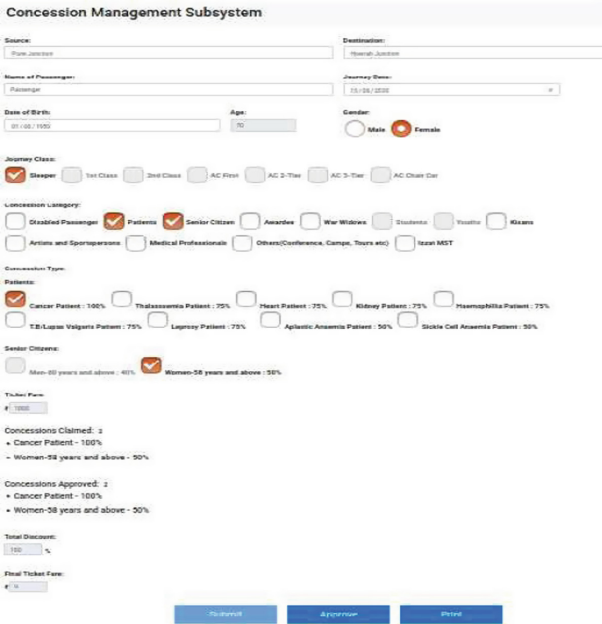 Concession Management Subsystem
Source: Destination:
Pune Junction Howrah Junction
Name of Passenger: Journey Date:
Passenger
Date of Birth: Age: Gender:
70 Male Female
Journey Class:
Sleeper 1st Class 2nd Class AC First AC 2-Tier AC 3-Tier AC Chair Car
Concession Category:
Disabled Passenger Patients Senior Citizen Awardee War Widows Students Youths Kisans
Artists and Sportspersons Medical Professionals Others(Conference, Camps, Tours etc) Izzat MST
Concession Type:
Patients:
Cancer Patient : 100% Thalassemia Patient : 75% Heart Patient : 75% Kidney Patient : 75% Haemophilia Patient : 75%
T.B/Lupas Valgaris Patient : 75% Leprosy Patient : 75% Aplastic Anaemia Patient : 50% Sickle Cell Anaemia Patient : 50%
Senior Citizens:
Men-60 years and above : 40% Women-58 years and above : 50%
Ticket Fare:
₹
Concessions Claimed: 2
• Cancer Patient - 100%
• Women-58 years and above - 50%
Concessions Approved: 2
• Cancer Patient - 100%
• Women-58 years and above - 50%
Total Discount:
%
Final Ticket Fare:
₹
Submit Approve Print